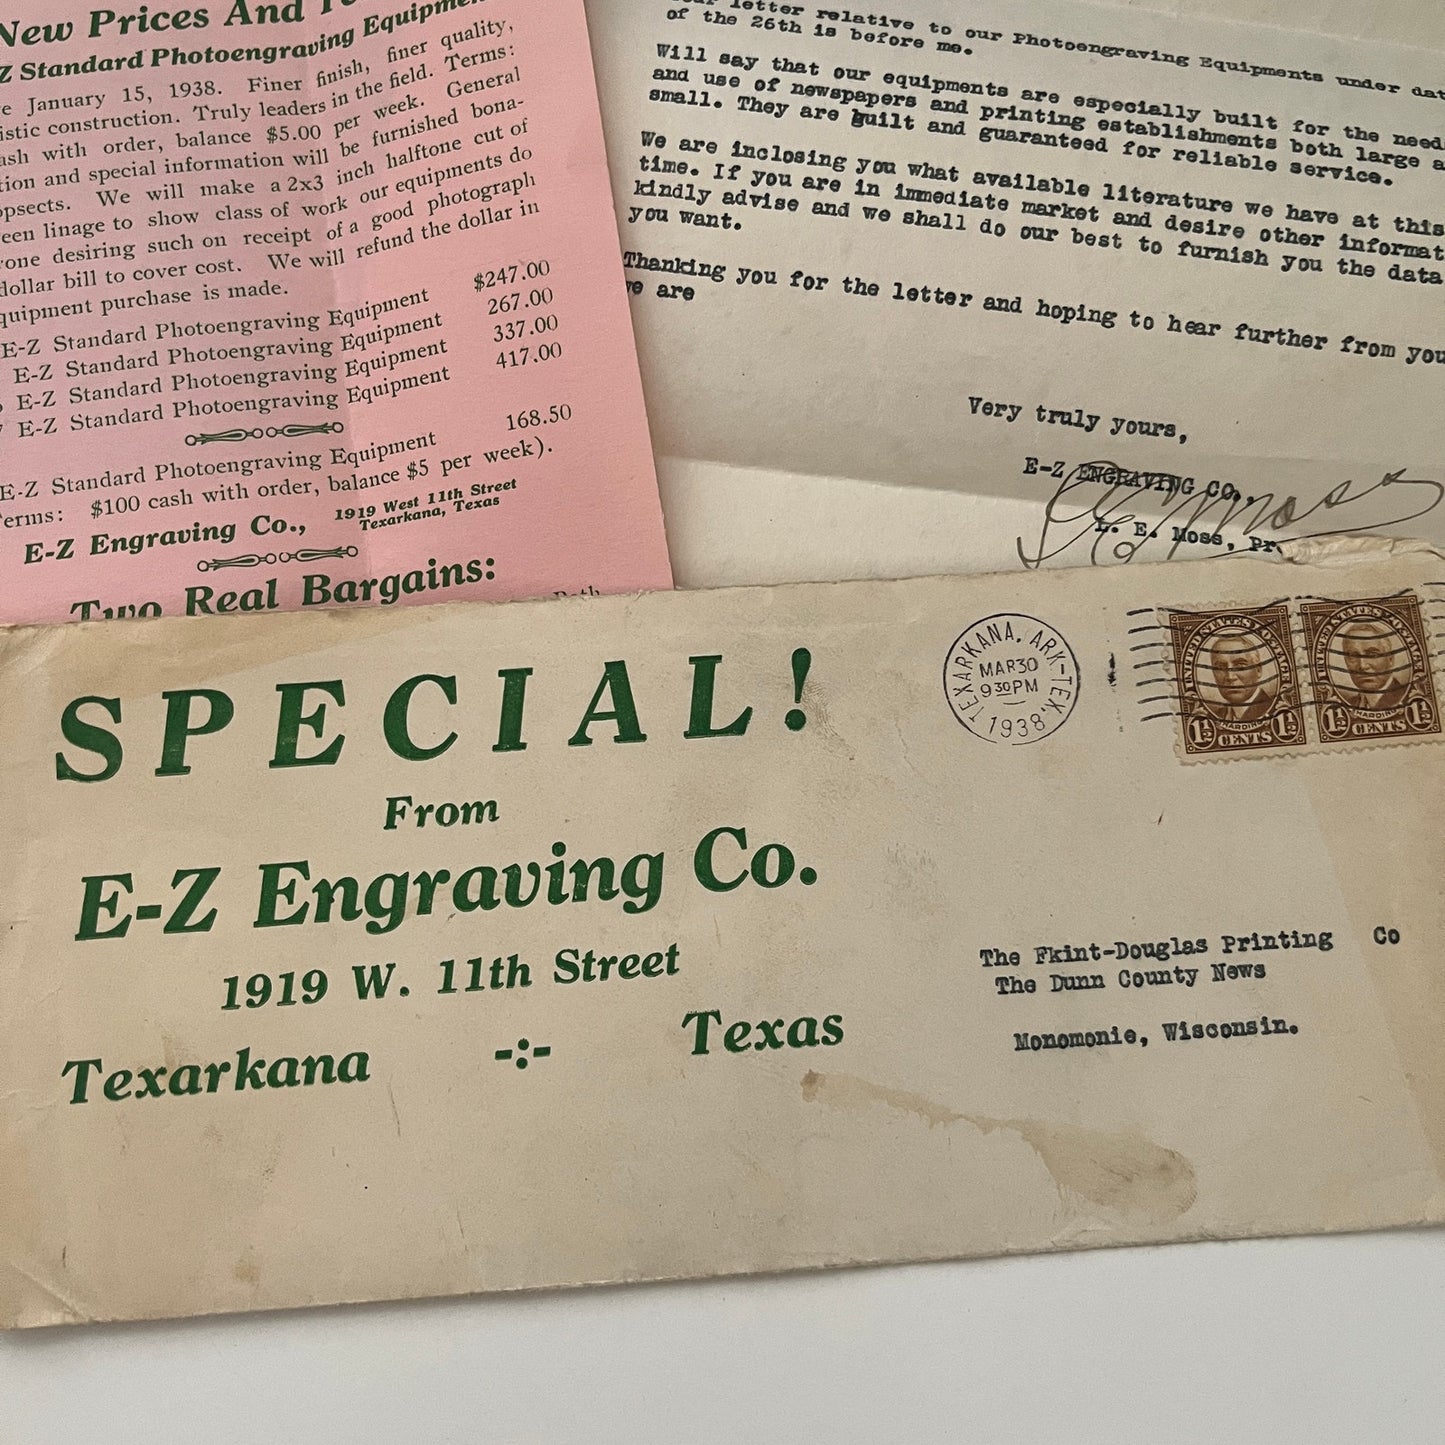 New Prices And
Z Standard Photoengraving Equipment
January 15, 1938. Finer finish, finer quality,
istic construction. Truly leaders in the field. Terms:
ash with order, balance $5.00 per week. General
tion and special information will be furnished bona-
opsects. We will make a 2x3 inch halftone cut of
een linage to show class of work our equipments do
one desiring such on receipt of a good photograph
dollar bill to cover cost. We will refund the dollar in
quipment purchase is made.
E-Z Standard Photoengraving Equipment $247.00
E-Z Standard Photoengraving Equipment 267.00
E-Z Standard Photoengraving Equipment 337.00
E-Z Standard Photoengraving Equipment 417.00
E-Z Standard Photoengraving Equipment 168.50
erms: $100 cash with order, balance $5 per week).
E-Z Engraving Co., 1919 West 11th Street
Texarkana, Texas
Two Real Bargains:
letter relative to our Photoengraving Equipments under dat
of the 26th is before me.
Will say that our equipments are especially built for the need
and use of newspapers and printing establishments both large a
small. They are built and guaranteed for reliable service.
We are inclosing you what available literature we have at this
time. If you are in immediate market and desire other informat
kindly advise and we shall do our best to furnish you the data
you want.
Thanking you for the letter and hoping to hear further from you
we are
Very truly yours,
E-Z ENGRAVING CO.,
L E Moss
L. E. Moss, Pr.
SPECIAL!
From
E-Z Engraving Co.
1919 W. 11th Street
Texarkana -:- Texas
TEXARKANA, ARK-TEX.
MAR 30
9 30 PM
1938
UNITED STATES POSTAGE
HARDING
1½ CENTS 1½
UNITED STATES POSTAGE
HARDING
1½ CENTS 1½
The Fkint-Douglas Printing Co
The Dunn County News
Monomonie, Wisconsin.